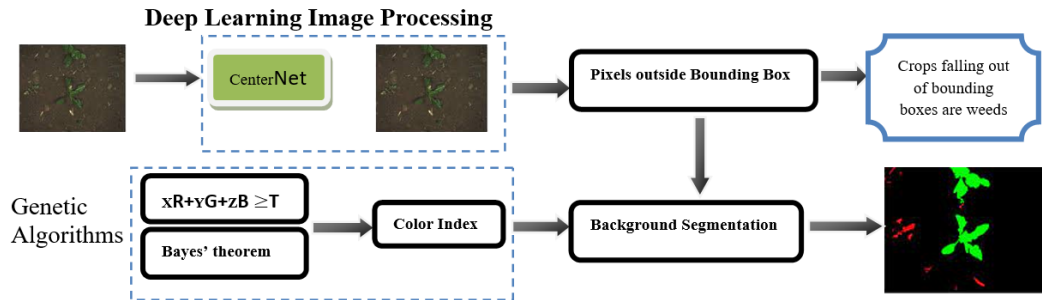 Deep Learning Image Processing
CenterNet
Pixels outside Bounding Box
Crops falling out
of bounding
boxes are weeds
Genetic
Algorithms
xR+YG+zB ≥T
Bayes' theorem
Color Index
Background Segmentation